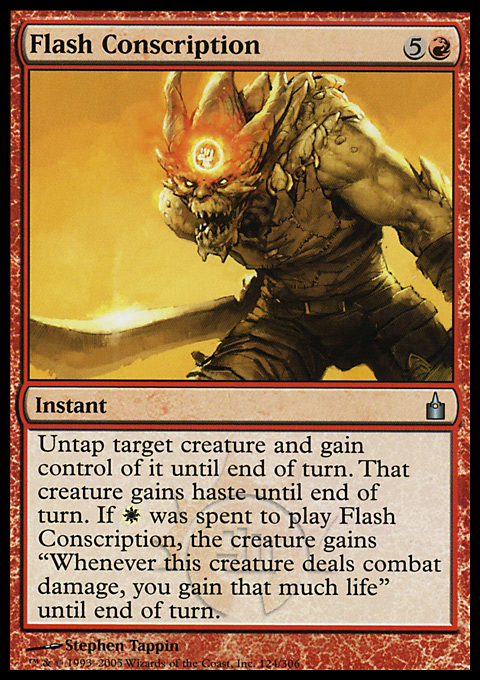 Flash Conscription 5
Instant
Untap target creature and gain
control of it until end of turn. That
creature gains haste until end of
turn. If was spent to play Flash
Conscription, the creature gains
“Whenever this creature deals combat
damage, you gain that much life”
until end of turn.
Stephen Tappin
™ & © 1993-2005 Wizards of the Coast, Inc. 124/306